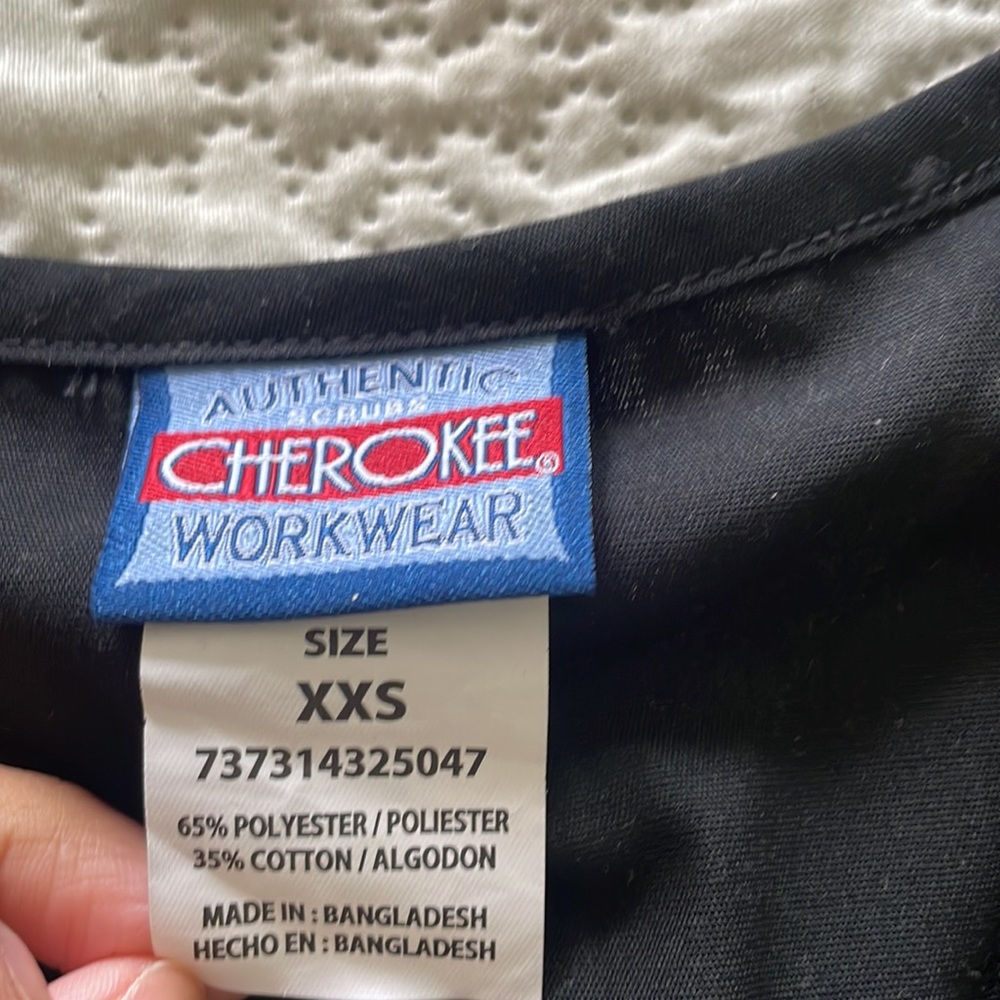 AUTHENTIC
SCRUBS
CHEROKEE®
WORKWEAR
SIZE
XXS
737314325047
65% POLYESTER / POLIESTER
35% COTTON / ALGODON
MADE IN : BANGLADESH
HECHO EN : BANGLADESH